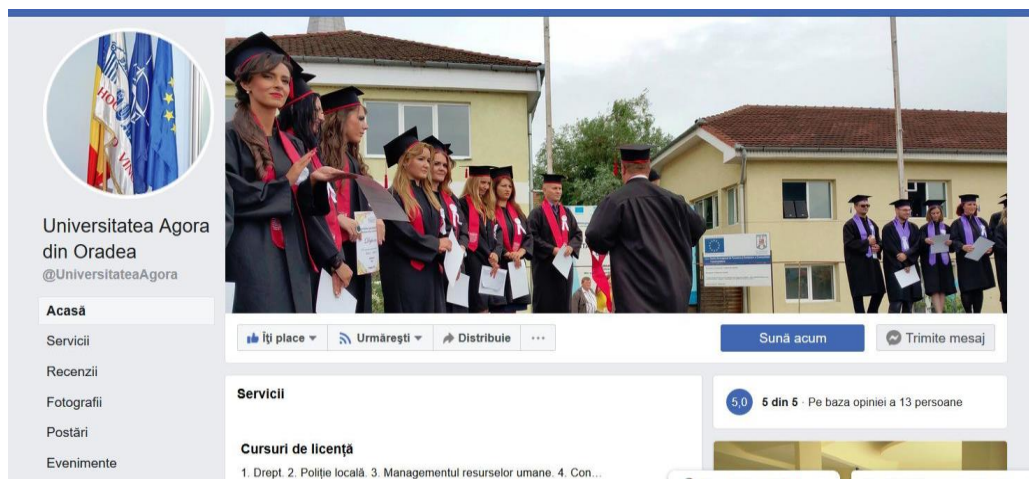 Universitatea Agora
din Oradea
@UniversitateaAgora
Acasă
Servicii
Recenzii
Fotografii
Postări
Evenimente
Îți place
Urmărești
Distribuie
...
Sună acum
Trimite mesaj
Servicii
Cursuri de licență
1. Drept. 2. Poliție locală. 3. Managementul resurselor umane. 4. Con...
5,0
5 din 5 · Pe baza opiniei a 13 persoane